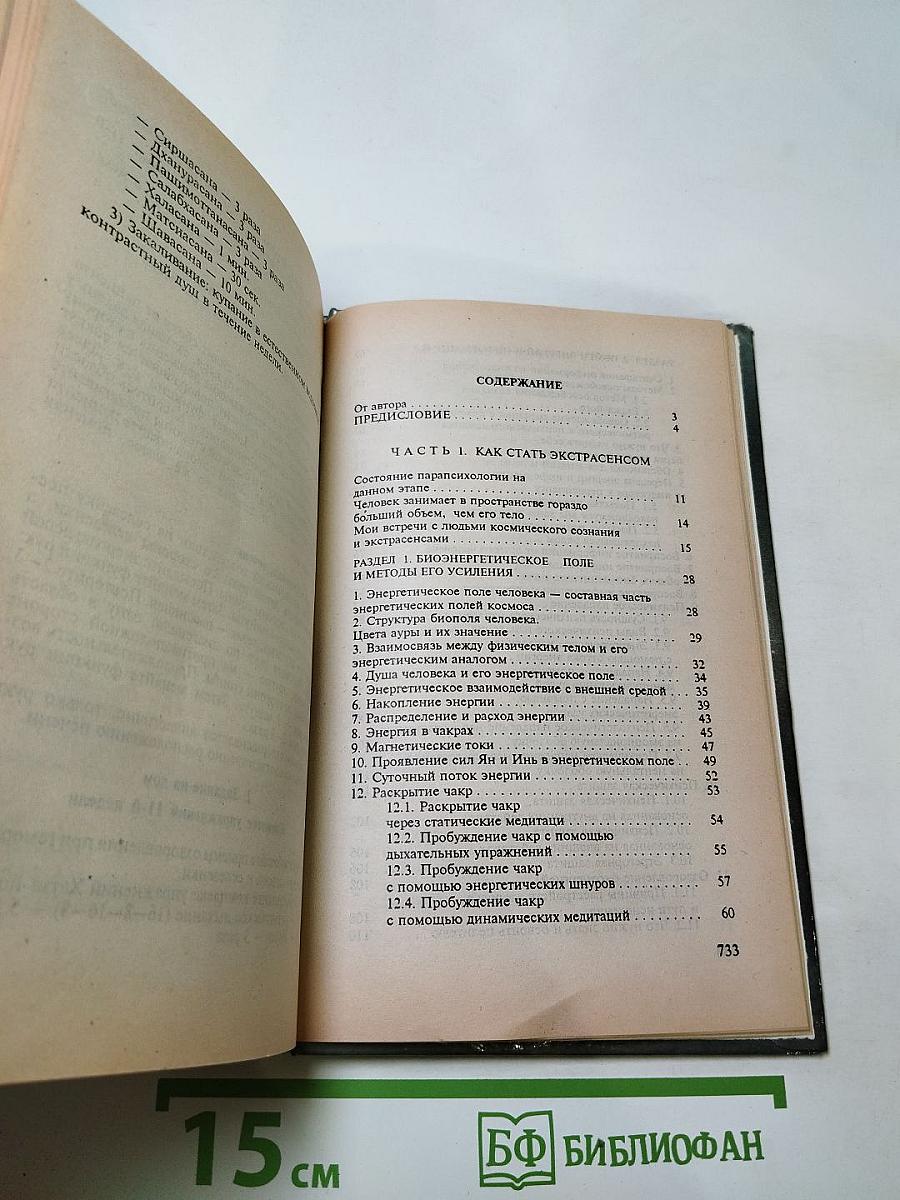 — Сиршасана — 3 раза
— Дханурасана — 3 раза
— Пашимоттанасана — 3 раза
— Салабхасана — 3 раза
— Халасана — 1 мин.
— Матсиасана — 30 сек.
— Шавасана — 10 мин.
3) Закаливание: купание в естественном
контрастный душ в течение недели.
СОДЕРЖАНИЕ
От автора . . . . . . . . . . . . . . . . . . . . . 3
ПРЕДИСЛОВИЕ . . . . . . . . . . . . . . . . . . . . 4
ЧАСТЬ 1. КАК СТАТЬ ЭКСТРАСЕНСОМ
Состояние парапсихологии на
данном этапе . . . . . . . . . . . . . . . . . . . . 11
Человек занимает в пространстве гораздо
больший объем, чем его тело . . . . . . . . . . . . 14
Мои встречи с людьми космического сознания
и экстрасенсами . . . . . . . . . . . . . . . . . . 15
РАЗДЕЛ 1. БИОЭНЕРГЕТИЧЕСКОЕ ПОЛЕ
И МЕТОДЫ ЕГО УСИЛЕНИЯ . . . . . . . . . . . . . . . 28
1. Энергетическое поле человека — составная часть
энергетических полей космоса . . . . . . . . . . . . 28
2. Структура биополя человека.
Цвета ауры и их значение . . . . . . . . . . . . . . 29
3. Взаимосвязь между физическим телом и его
энергетическим аналогом . . . . . . . . . . . . . . 32
4. Душа человека и его энергетическое поле . . . . . 34
5. Энергетическое взаимодействие с внешней средой . 35
6. Накопление энергии . . . . . . . . . . . . . . . 39
7. Распределение и расход энергии . . . . . . . . . 43
8. Энергия в чакрах . . . . . . . . . . . . . . . . 45
9. Магнетические токи . . . . . . . . . . . . . . . 47
10. Проявление сил Ян и Инь в энергетическом поле . . 49
11. Суточный поток энергии . . . . . . . . . . . . . 52
12. Раскрытие чакр . . . . . . . . . . . . . . . . . 53
12.1. Раскрытие чакр
через статические медитаци . . . . . . . . . . . . . 54
12.2. Пробуждение чакр с помощью
дыхательных упражнений . . . . . . . . . . . . . . . 55
12.3. Пробуждение чакр
с помощью энергетических шнуров . . . . . . . . . . 57
12.4. Пробуждение чакр
с помощью динамических медитаций . . . . . . . . . . 60
733
15 см
БФ БИБЛИОФАН